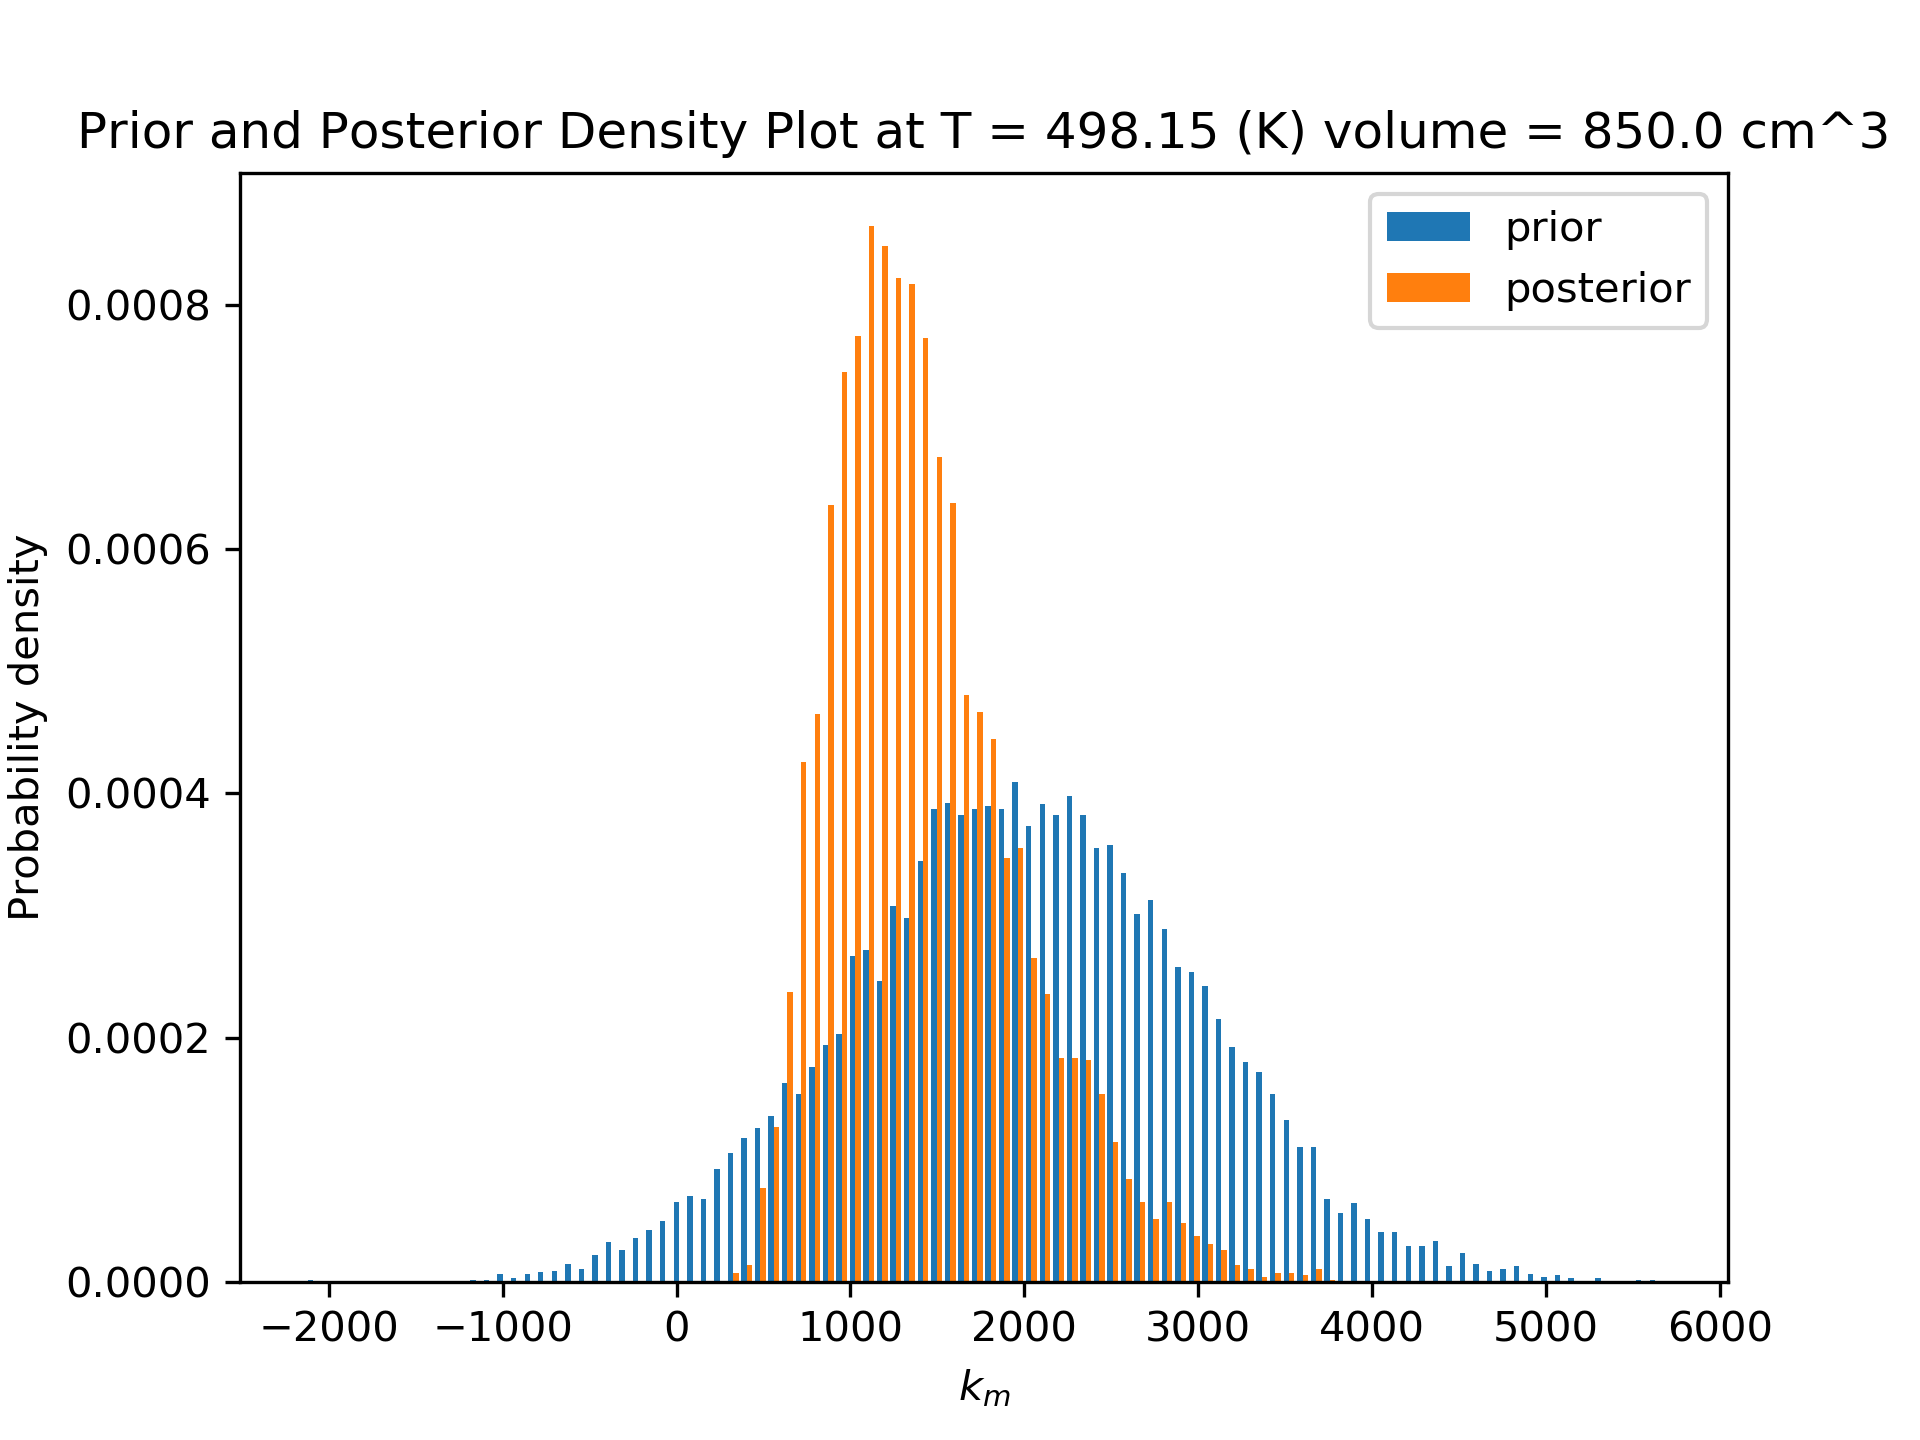 Prior and Posterior Density Plot at T = 498.15 (K) volume = 850.0 cm^3
prior
posterior
Probability density
0.0008
0.0006
0.0004
0.0002
0.0000
−2000 −1000 0 1000 2000 3000 4000 5000 6000
k_m